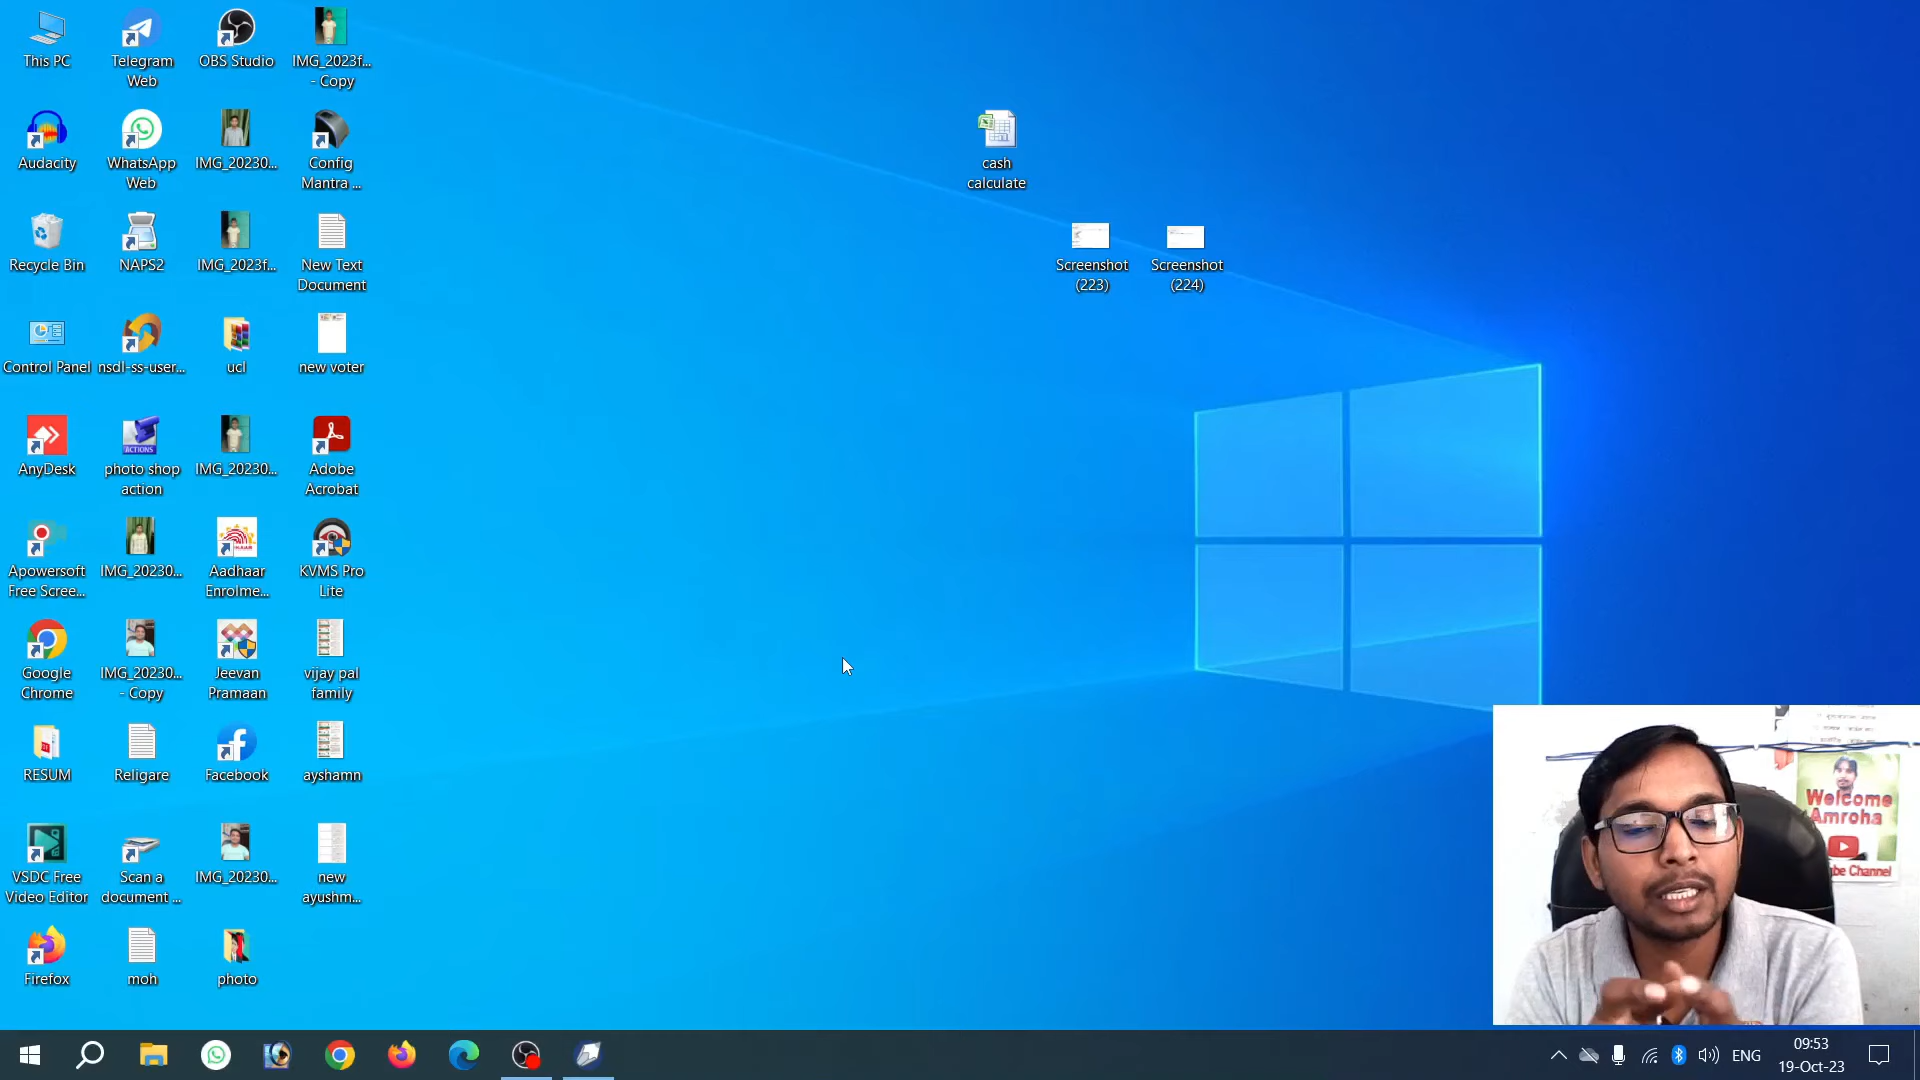 This PC
Telegram
Web
OBS Studio
IMG_2023f...
- Copy
Audacity
WhatsApp
Web
IMG_20230...
Config
Mantra ...
cash
calculate
Recycle Bin
NAPS2
IMG_2023f...
New Text
Document
Screenshot
(223)
Screenshot
(224)
Control Panel
nsdl-ss-user...
ucl
new voter
AnyDesk
ACTIONS
photo shop
action
IMG_20230...
Adobe
Acrobat
Apowersoft
Free Scree...
IMG_20230...
Aadhaar
Enrolme...
KVMS Pro
Lite
Google
Chrome
IMG_20230...
- Copy
Jeevan
Pramaan
vijay pal
family
RESUM
Religare
Facebook
ayshamn
VSDC Free
Video Editor
Scan a
document ...
IMG_20230...
new
ayushm...
Firefox
moh
photo
Welcome
Amroha
be Channel
ENG
09:53
19-Oct-23